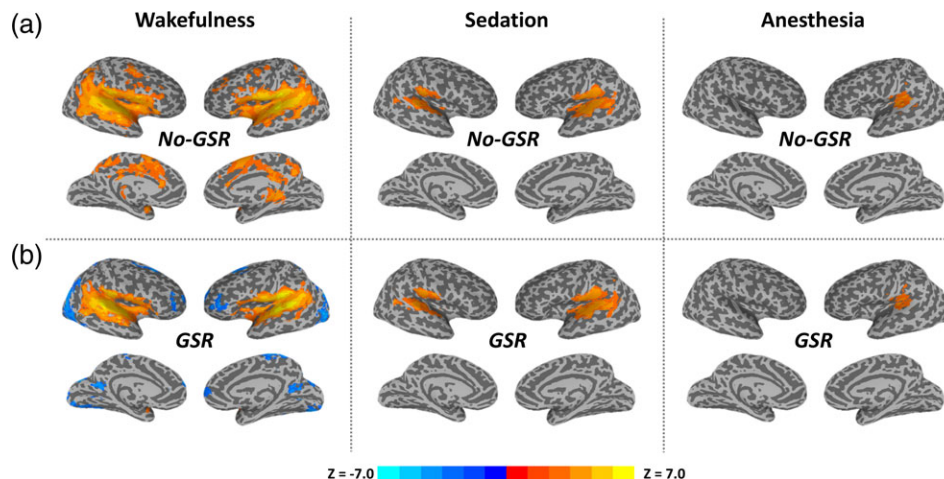 Wakefulness Sedation Anesthesia
(a)
No-GSR No-GSR No-GSR
(b)
GSR GSR GSR
Z = -7.0 Z = 7.0